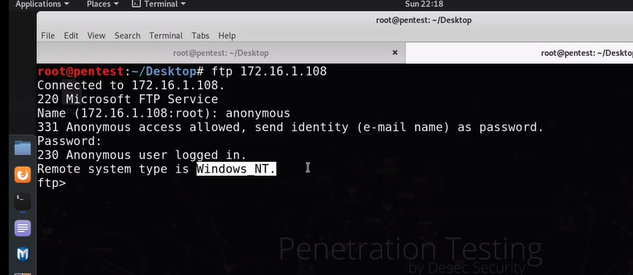 Applications Places Terminal Sun 22:18
root@pentest: ~/Desktop
File Edit View Search Terminal Tabs Help
root@pentest: ~/Desktop × root@pentest: ~/Des
root@pentest:~/Desktop# ftp 172.16.1.108
Connected to 172.16.1.108.
220 Microsoft FTP Service
Name (172.16.1.108:root): anonymous
331 Anonymous access allowed, send identity (e-mail name) as password.
Password:
230 Anonymous user logged in.
Remote system type is Windows_NT.
ftp>
Penetration Testing
by Desec Security